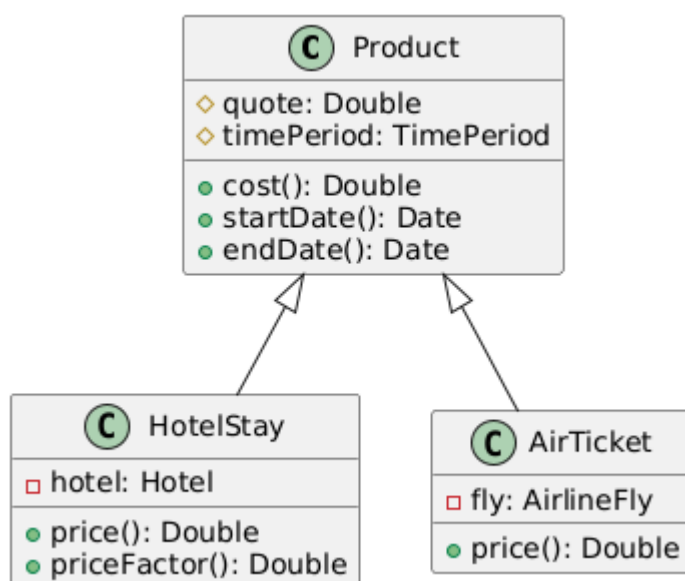 C Product
quote: Double
timePeriod: TimePeriod
cost(): Double
startDate(): Date
endDate(): Date
C HotelStay
hotel: Hotel
price(): Double
priceFactor(): Double
C AirTicket
fly: AirlineFly
price(): Double